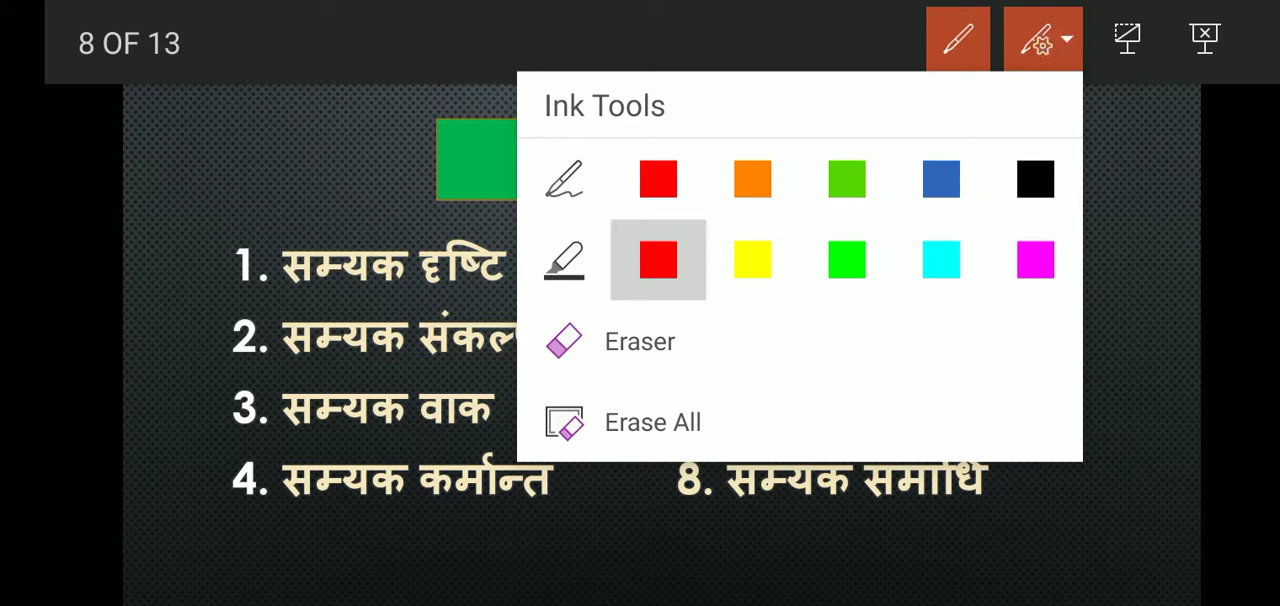 8 OF 13
Ink Tools
Eraser
Erase All
1. सम्यक दृष्टि
2. सम्यक
3. सम्यक वाक
4. सम्यक कर्मान्त
8. सम्यक समाधि